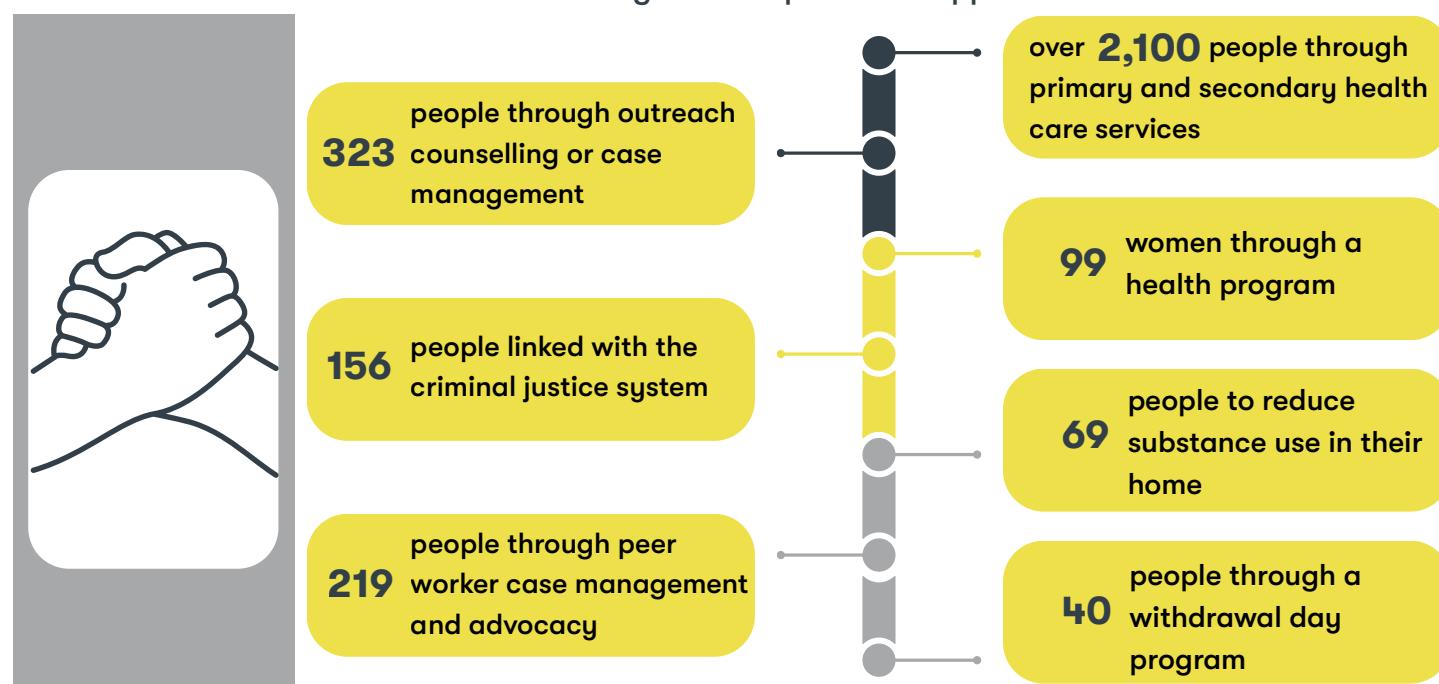 over 2,100 people through
primary and secondary health
care services
323 people through outreach
counselling or case
management
99 women through a
health program
156 people linked with the
criminal justice system
69 people to reduce
substance use in their
home
219 people through peer
worker case management
and advocacy
40 people through a
withdrawal day
program